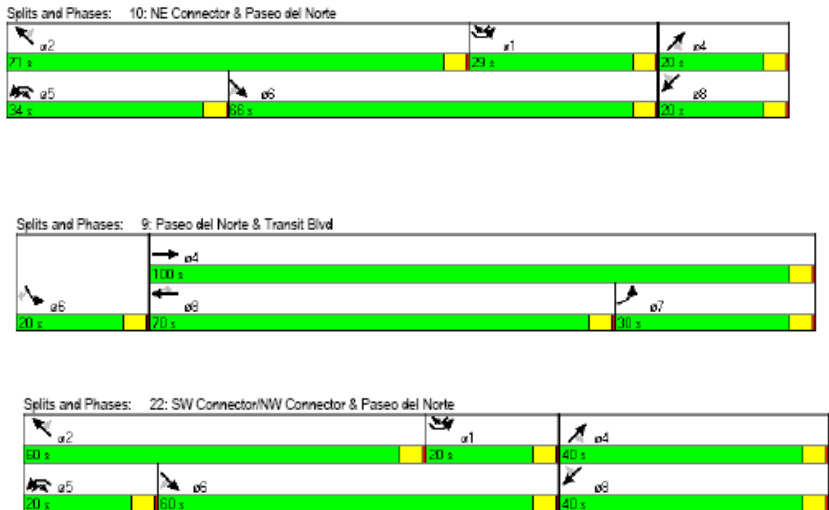 Splits and Phases: 10: NE Connector & Paseo del Norte
ø2 ø1 ø4
71 s 29 s 20 s
ø5 ø6 ø8
34 s 66 s 20 s
Splits and Phases: 9: Paseo del Norte & Transit Blvd
ø4
100 s
ø6 ø8 ø7
20 s 70 s 30 s
Splits and Phases: 22: SW Connector/NW Connector & Paseo del Norte
ø2 ø1 ø4
60 s 20 s 40 s
ø5 ø6 ø8
20 s 60 s 40 s